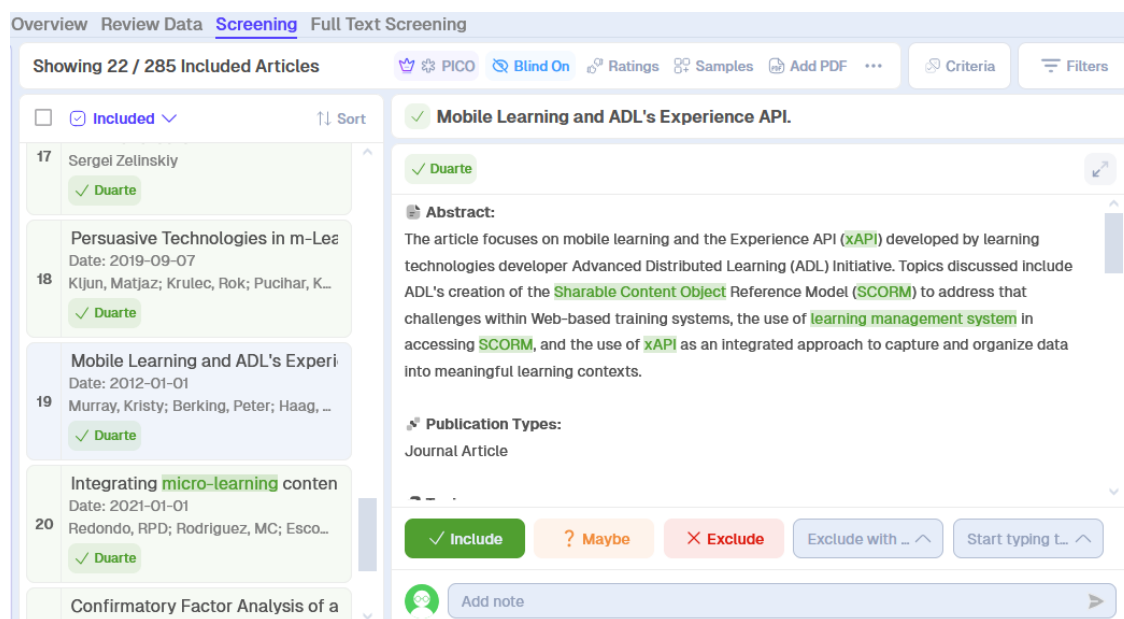 Overview Review Data Screening Full Text Screening
Showing 22 / 285 Included Articles
PICO Blind On Ratings Samples Add PDF ··· Criteria Filters
Included Sort
17
Sergei Zelinskiy
Duarte
18
Persuasive Technologies in m-Lea
Date: 2019-09-07
Kljun, Matjaz; Krulec, Rok; Pucihar, K...
Duarte
19
Mobile Learning and ADL's Experi
Date: 2012-01-01
Murray, Kristy; Berking, Peter; Haag, ...
Duarte
20
Integrating micro-learning conten
Date: 2021-01-01
Redondo, RPD; Rodriguez, MC; Esco...
Duarte
Confirmatory Factor Analysis of a
Mobile Learning and ADL's Experience API.
Duarte
Abstract:
The article focuses on mobile learning and the Experience API (xAPI) developed by learning
technologies developer Advanced Distributed Learning (ADL) Initiative. Topics discussed include
ADL's creation of the Sharable Content Object Reference Model (SCORM) to address that
challenges within Web-based training systems, the use of learning management system in
accessing SCORM, and the use of xAPI as an integrated approach to capture and organize data
into meaningful learning contexts.
Publication Types:
Journal Article
Include ? Maybe Exclude Exclude with ... Start typing t...
Add note